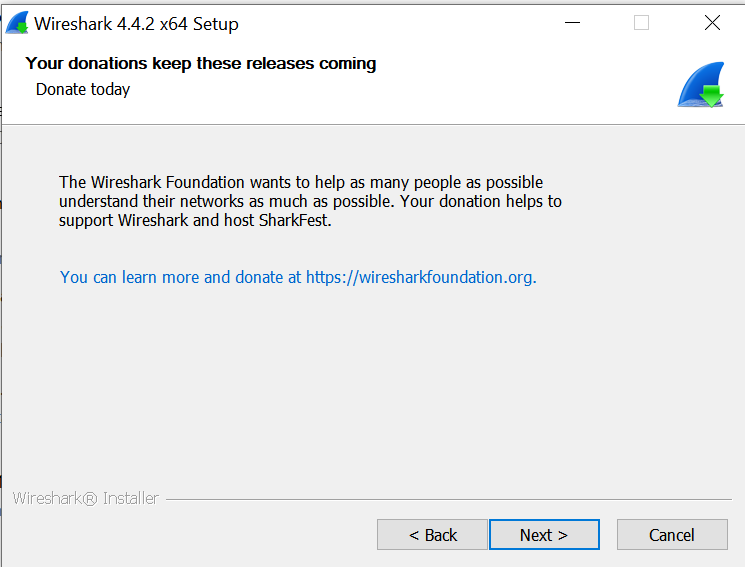 Wireshark 4.4.2 x64 Setup
Your donations keep these releases coming
Donate today
The Wireshark Foundation wants to help as many people as possible
understand their networks as much as possible. Your donation helps to
support Wireshark and host SharkFest.
You can learn more and donate at https://wiresharkfoundation.org.
Wireshark® Installer
< Back
Next >
Cancel